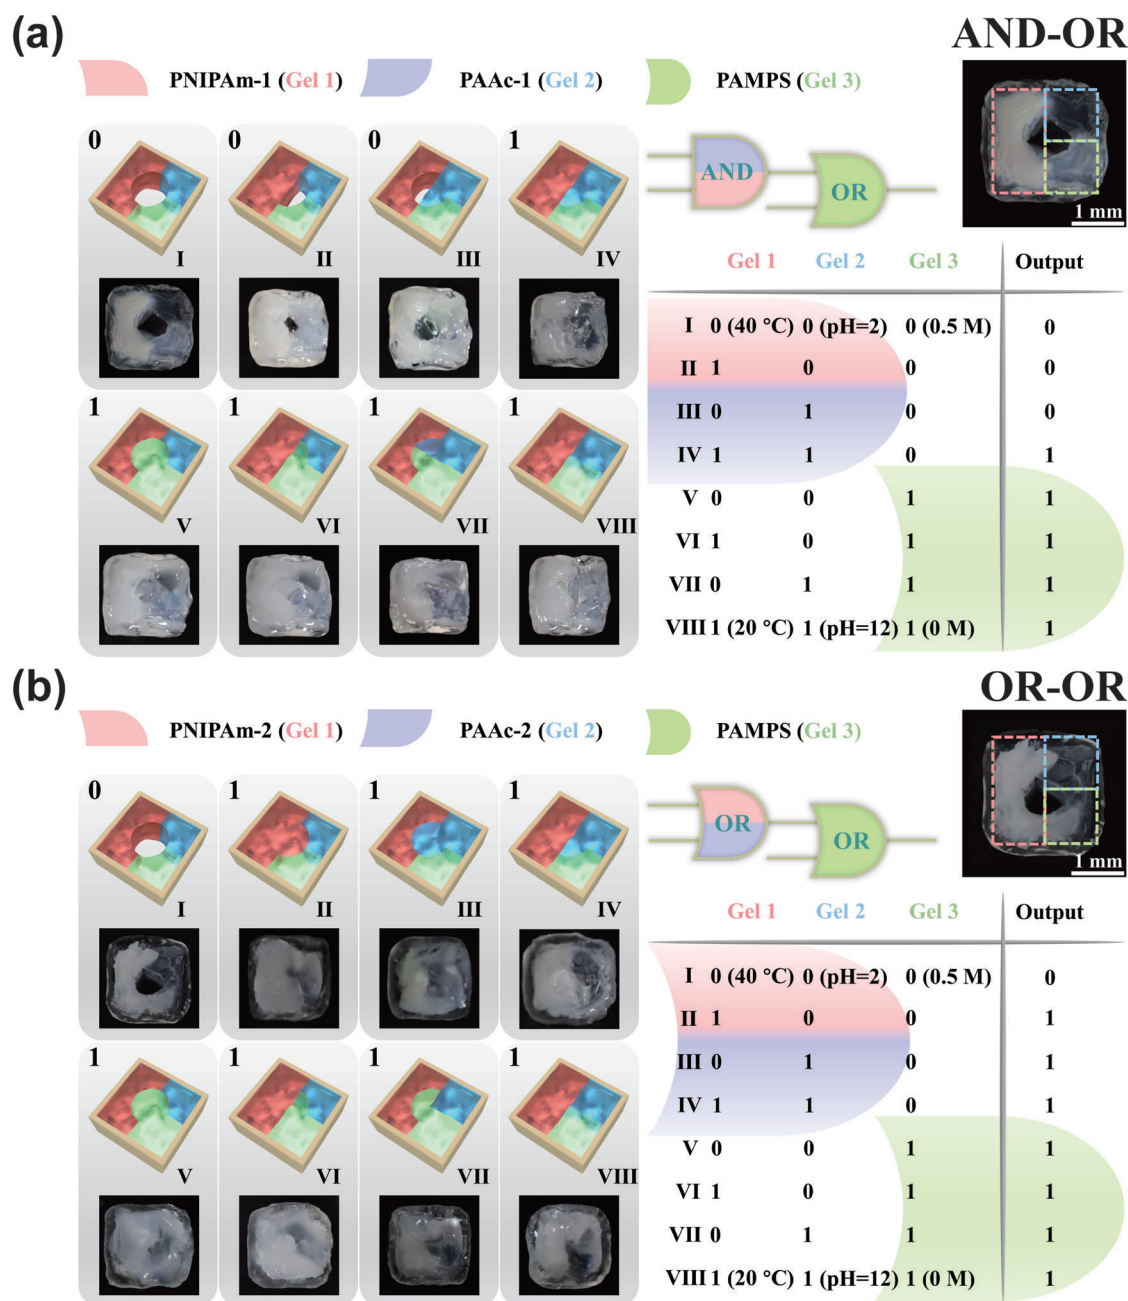 (a)
AND-OR
PNIPAm-1 (Gel 1) PAAc-1 (Gel 2) PAMPS (Gel 3)
0 0 0 1
I II III IV
1 1 1 1
V VI VII VIII
AND
OR
1 mm
Gel 1 Gel 2 Gel 3 Output
I 0 (40 °C) 0 (pH=2) 0 (0.5 M) 0
II 1 0 0 0
III 0 1 0 0
IV 1 1 0 1
V 0 0 1 1
VI 1 0 1 1
VII 0 1 1 1
VIII 1 (20 °C) 1 (pH=12) 1 (0 M) 1
(b)
OR-OR
PNIPAm-2 (Gel 1) PAAc-2 (Gel 2) PAMPS (Gel 3)
0 1 1 1
I II III IV
1 1 1 1
V VI VII VIII
OR
OR
1 mm
Gel 1 Gel 2 Gel 3 Output
I 0 (40 °C) 0 (pH=2) 0 (0.5 M) 0
II 1 0 0 1
III 0 1 0 1
IV 1 1 0 1
V 0 0 1 1
VI 1 0 1 1
VII 0 1 1 1
VIII 1 (20 °C) 1 (pH=12) 1 (0 M) 1